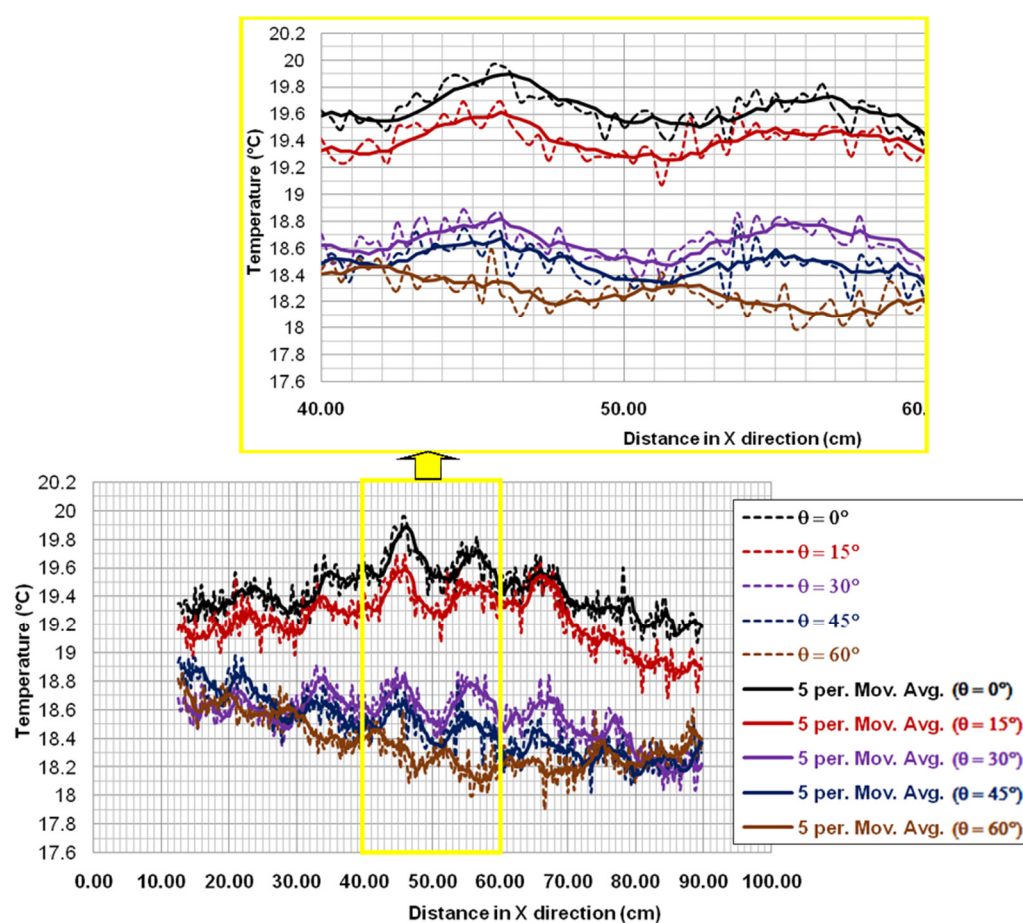 20.2
20
19.8
19.6
19.4
19.2
19
18.8
18.6
18.4
18.2
18
17.8
17.6
Temperature (°C)
40.00 50.00 60.
Distance in X direction (cm)
20.2
20
19.8
19.6
19.4
19.2
19
18.8
18.6
18.4
18.2
18
17.8
17.6
Temperature (°C)
0.00 10.00 20.00 30.00 40.00 50.00 60.00 70.00 80.00 90.00 100.00
Distance in X direction (cm)
θ = 0°
θ = 15°
θ = 30°
θ = 45°
θ = 60°
5 per. Mov. Avg. (θ = 0°)
5 per. Mov. Avg. (θ = 15°)
5 per. Mov. Avg. (θ = 30°)
5 per. Mov. Avg. (θ = 45°)
5 per. Mov. Avg. (θ = 60°)